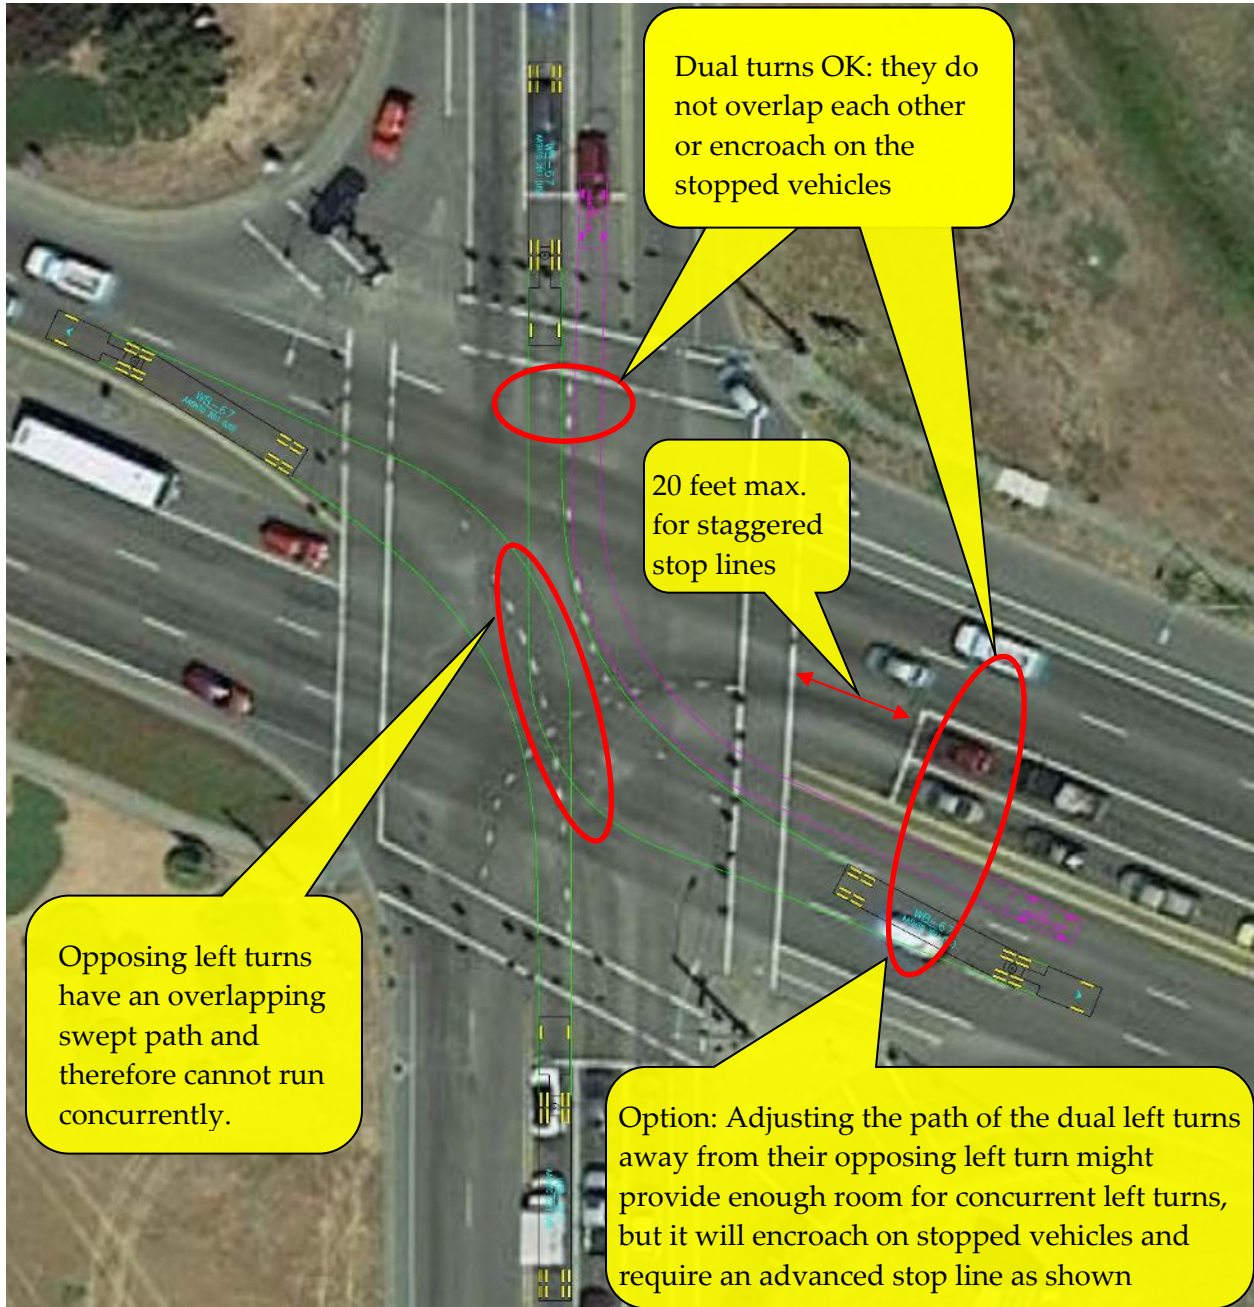 Dual turns OK: they do
not overlap each other
or encroach on the
stopped vehicles
20 feet max.
for staggered
stop lines
Opposing left turns
have an overlapping
swept path and
therefore cannot run
concurrently.
Option: Adjusting the path of the dual left turns
away from their opposing left turn might
provide enough room for concurrent left turns,
but it will encroach on stopped vehicles and
require an advanced stop line as shown
WB-67
WB-67